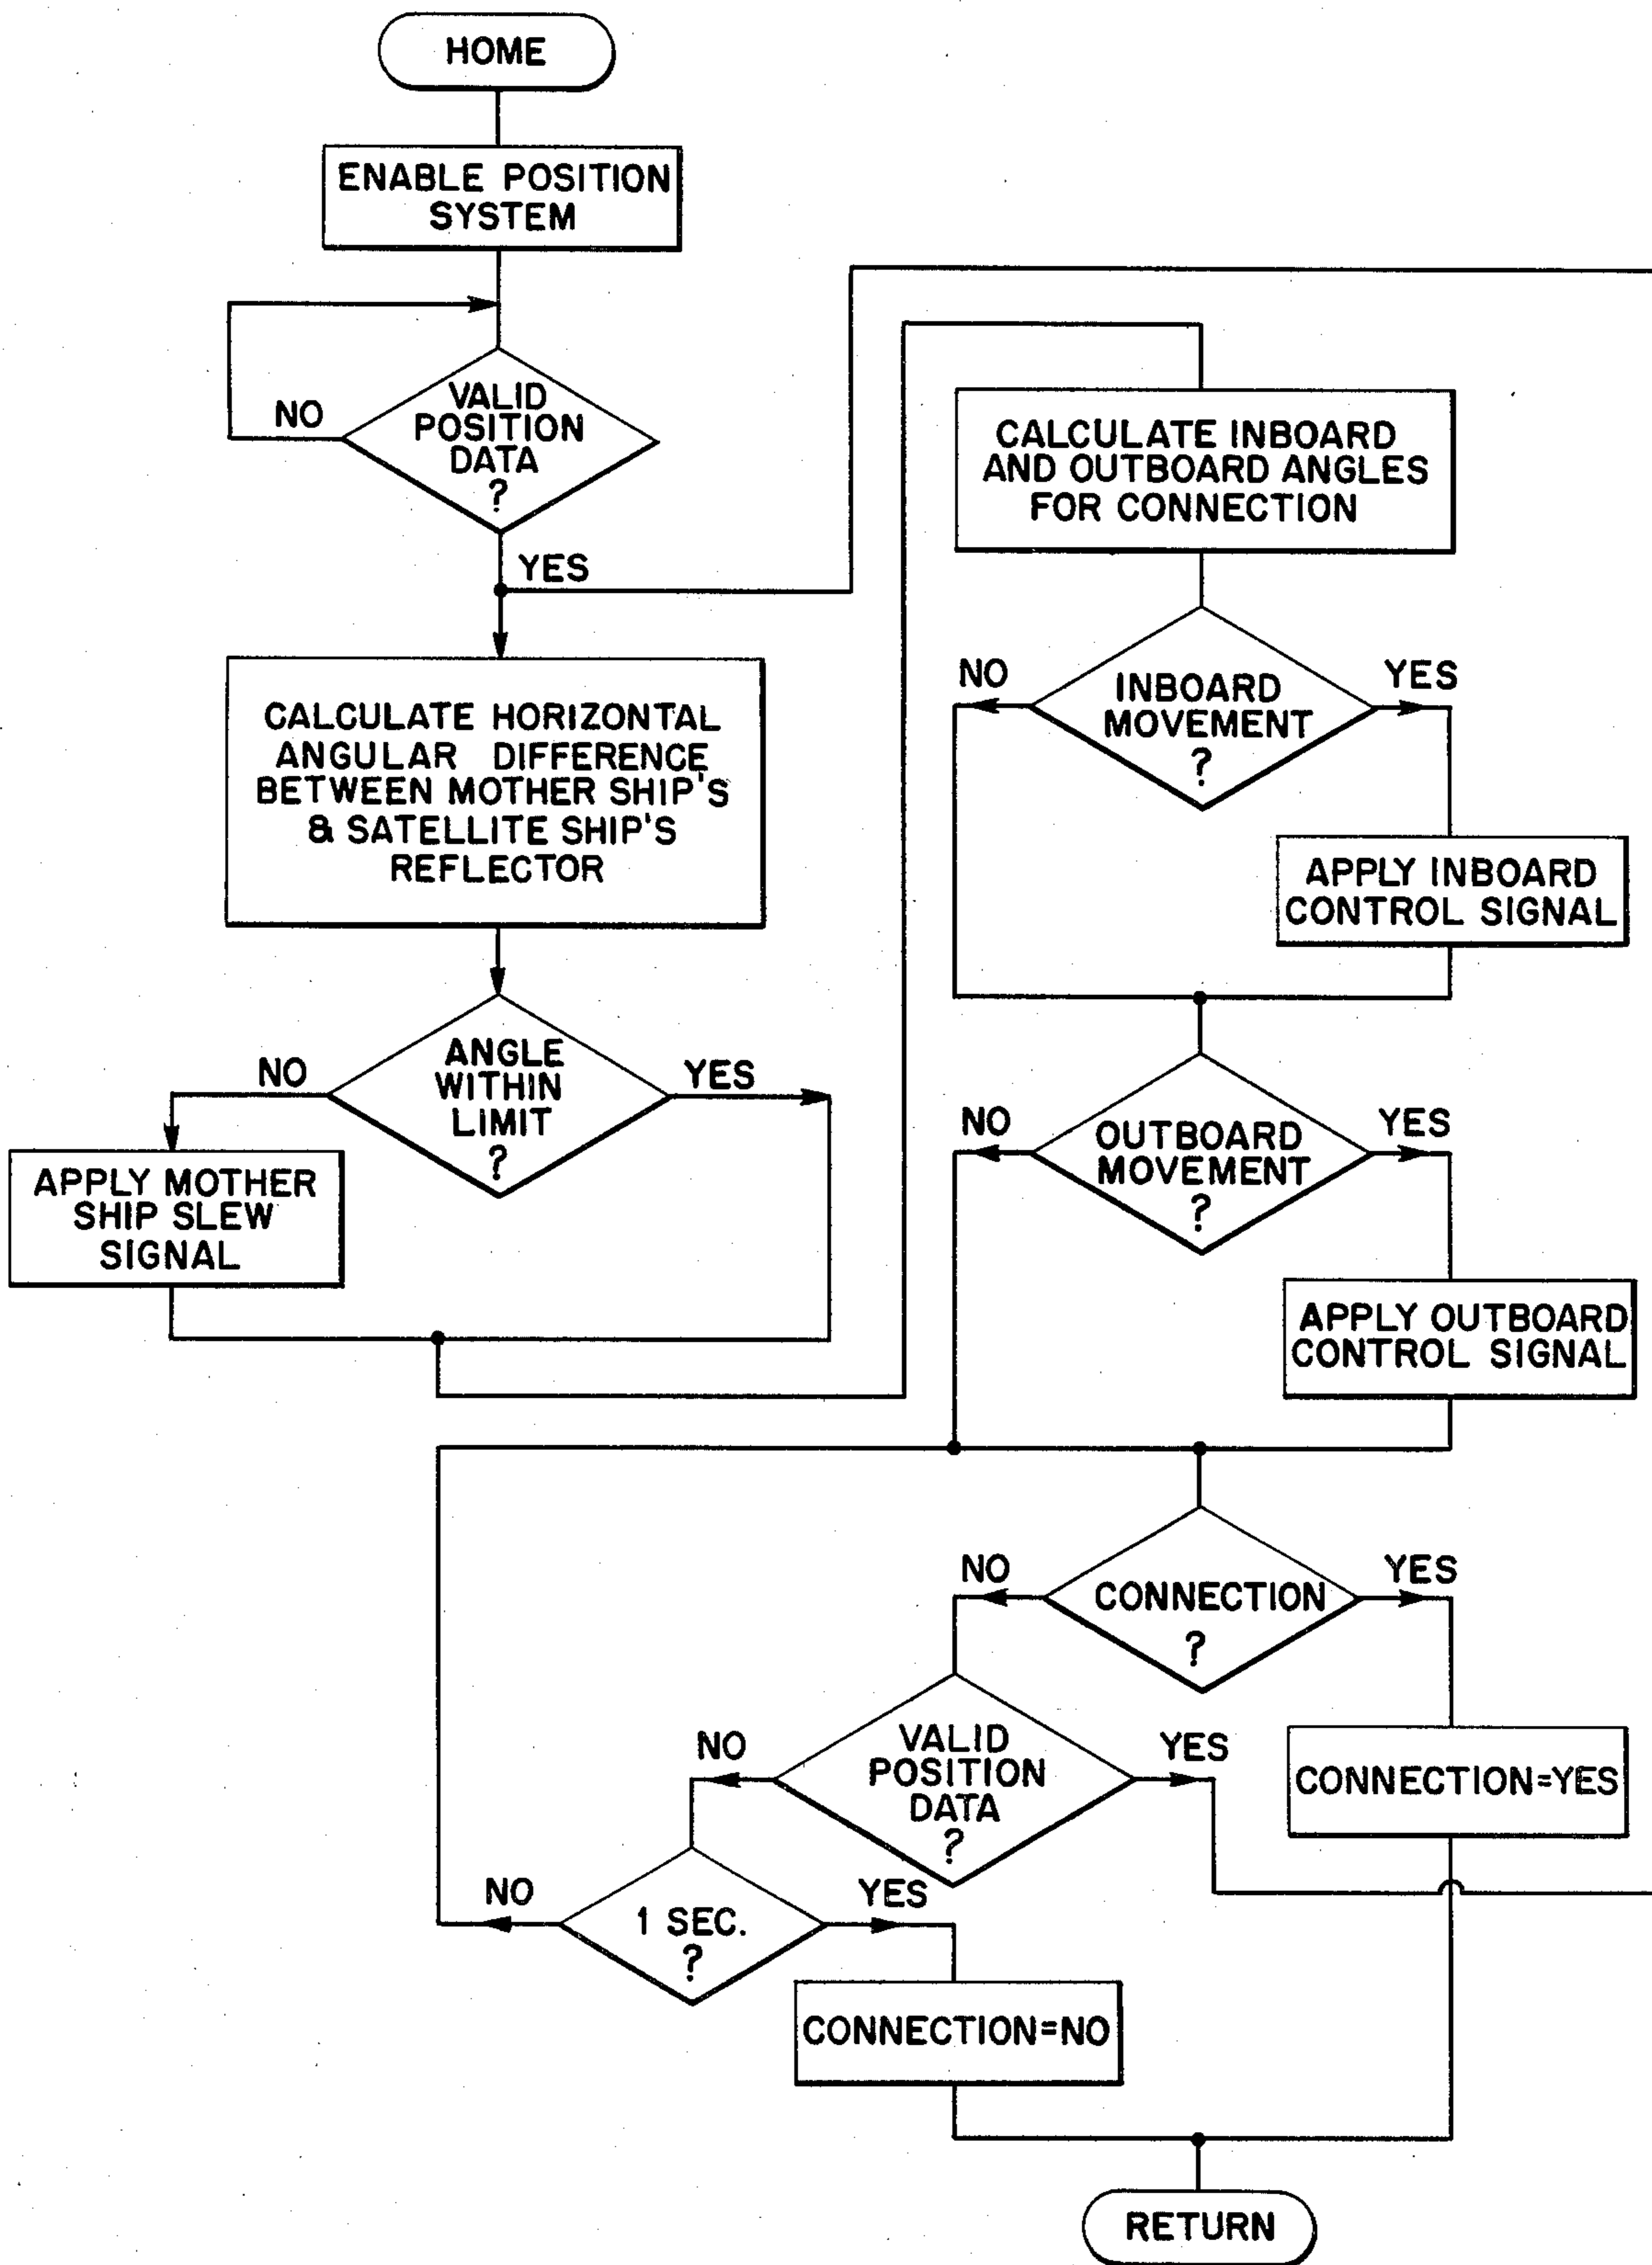 HOME
ENABLE POSITION
SYSTEM
VALID
POSITION
DATA
?
NO
YES
CALCULATE HORIZONTAL
ANGULAR DIFFERENCE
BETWEEN MOTHER SHIP'S
& SATELLITE SHIP'S
REFLECTOR
ANGLE
WITHIN
LIMIT
?
NO
YES
APPLY MOTHER
SHIP SLEW
SIGNAL
CALCULATE INBOARD
AND OUTBOARD ANGLES
FOR CONNECTION
INBOARD
MOVEMENT
?
NO
YES
APPLY INBOARD
CONTROL SIGNAL
OUTBOARD
MOVEMENT
?
NO
YES
APPLY OUTBOARD
CONTROL SIGNAL
CONNECTION
?
NO
YES
CONNECTION=YES
VALID
POSITION
DATA
?
NO
YES
1 SEC.
?
NO
YES
CONNECTION=NO
RETURN